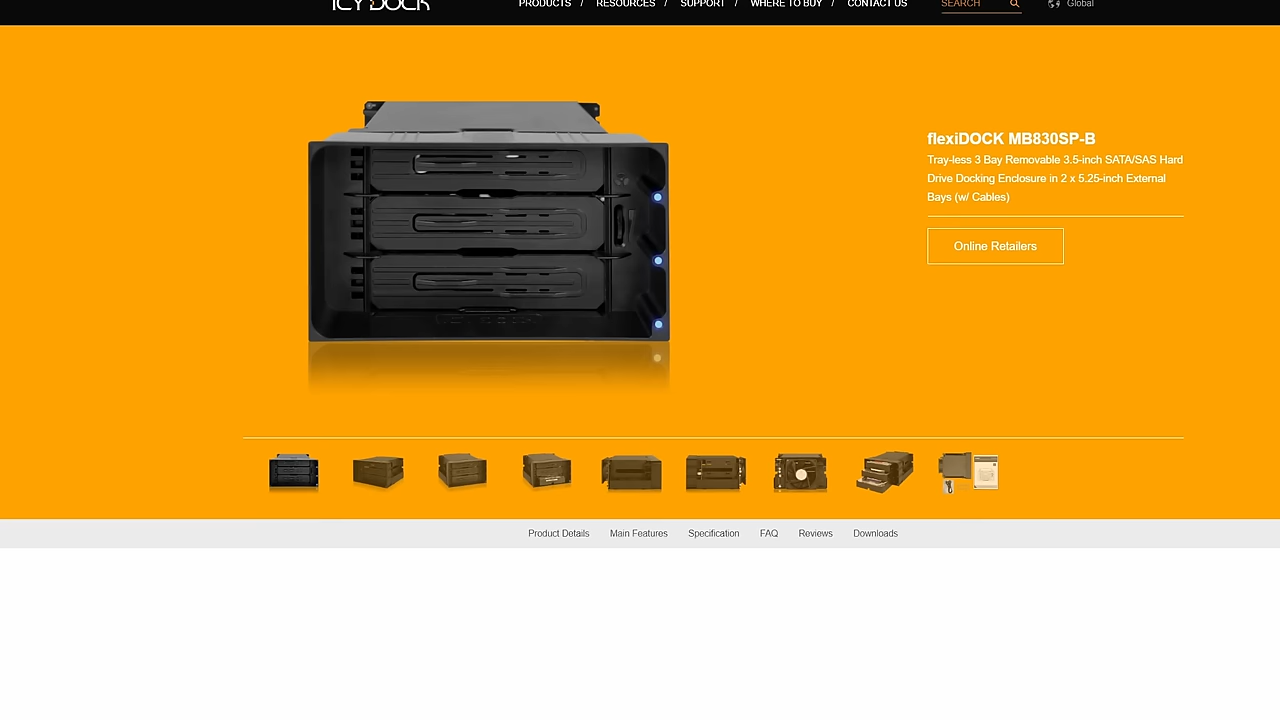 ICY DOCK
PRODUCTS / RESOURCES / SUPPORT / WHERE TO BUY / CONTACT US SEARCH Global
flexiDOCK MB830SP-B
Tray-less 3 Bay Removable 3.5-inch SATA/SAS Hard
Drive Docking Enclosure in 2 x 5.25-inch External
Bays (w/ Cables)
Online Retailers
Product Details Main Features Specification FAQ Reviews Downloads